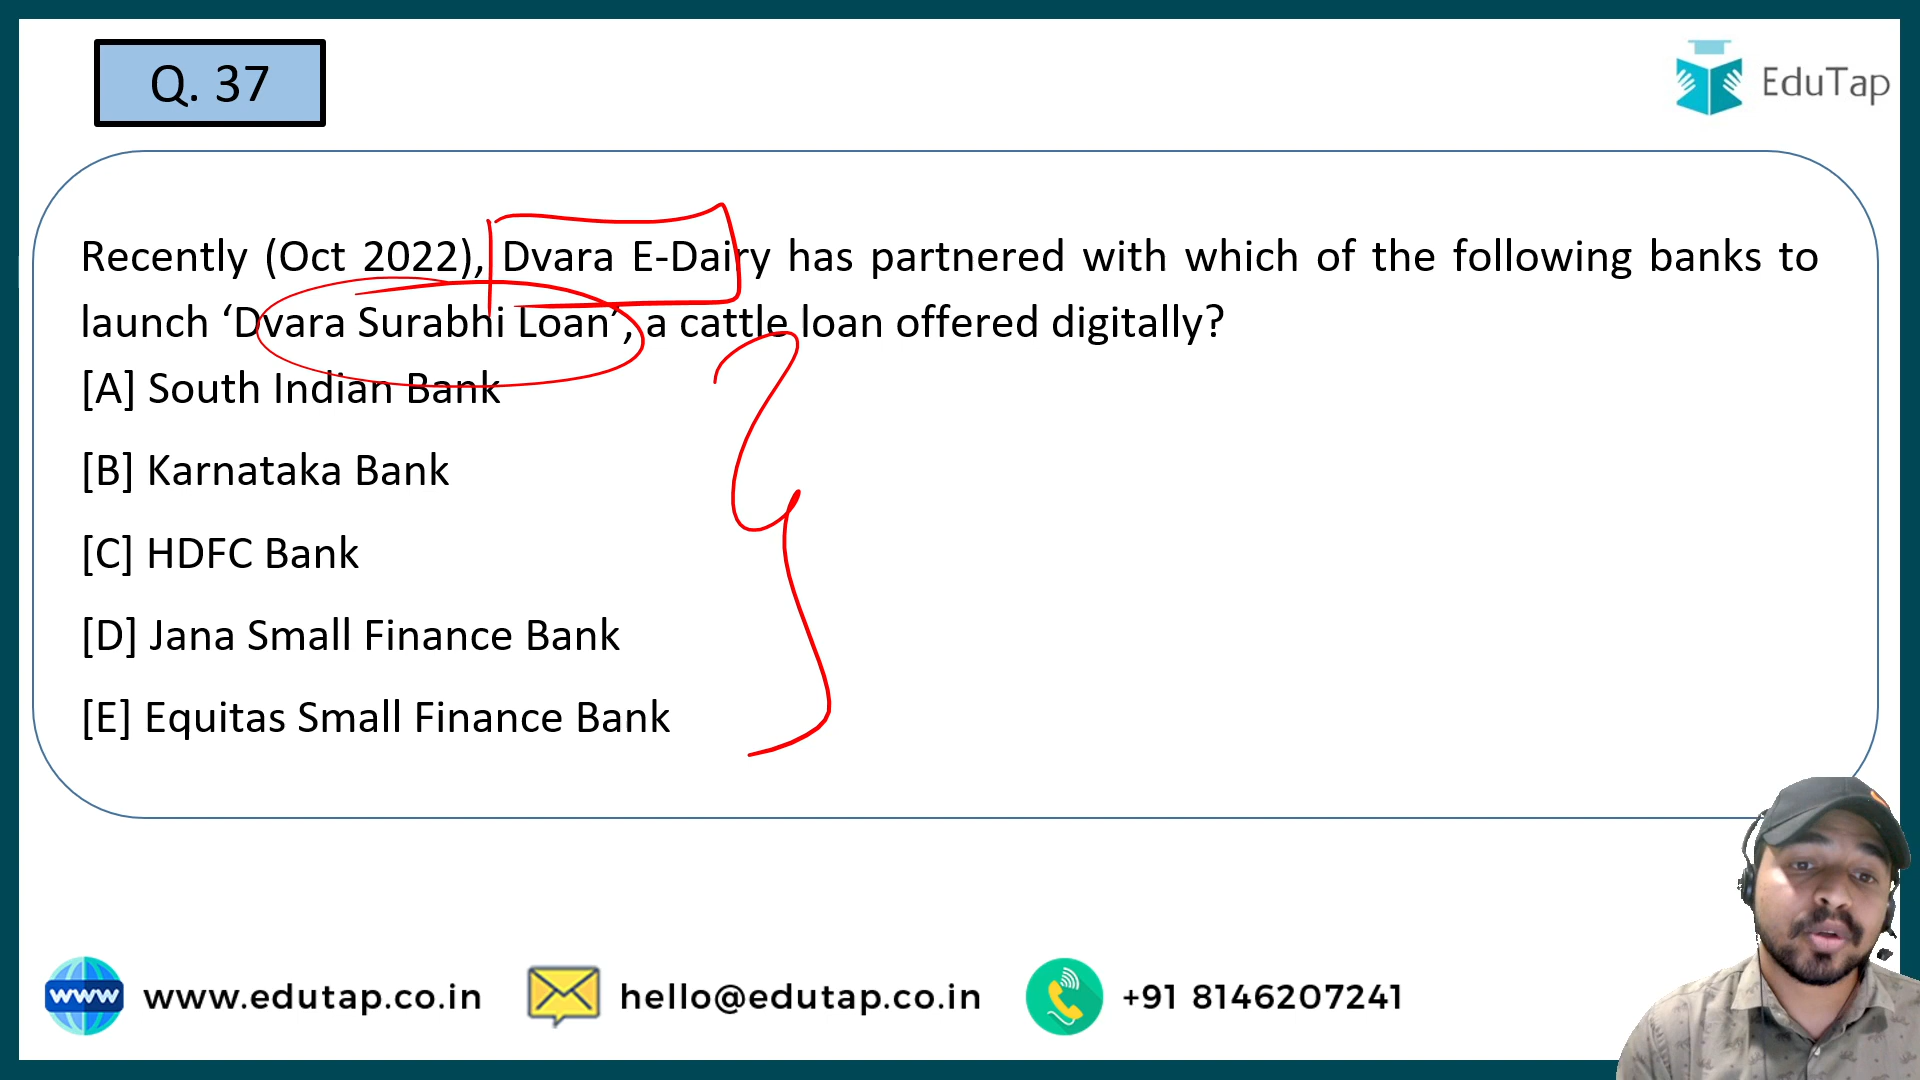 Q. 37
EduTap
Recently (Oct 2022), Dvara E-Dairy has partnered with which of the following banks to
launch ‘Dvara Surabhi Loan’, a cattle loan offered digitally?
[A] South Indian Bank
[B] Karnataka Bank
[C] HDFC Bank
[D] Jana Small Finance Bank
[E] Equitas Small Finance Bank
www www.edutap.co.in hello@edutap.co.in +91 8146207241